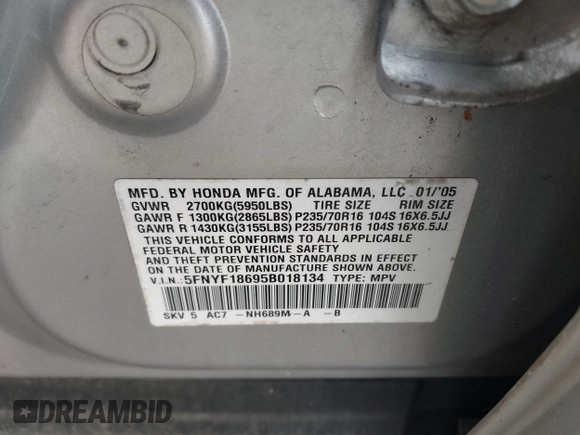 MFD. BY HONDA MFG. OF ALABAMA, LLC 01/'05
GVWR 2700KG(5950LBS) TIRE SIZE RIM SIZE
GAWR F 1300KG(2865LBS) P235/70R16 104S 16X6.5JJ
GAWR R 1430KG(3155LBS) P235/70R16 104S 16X6.5JJ
THIS VEHICLE CONFORMS TO ALL APPLICABLE
FEDERAL MOTOR VEHICLE SAFETY
AND THEFT PREVENTION STANDARDS IN EFFECT
ON THE DATE OF MANUFACTURE SHOWN ABOVE.
V.I.N.: 5FNYF18695B018134 TYPE: MPV
SKV 5 AC7 -NH689M-A -B
DREAMBID